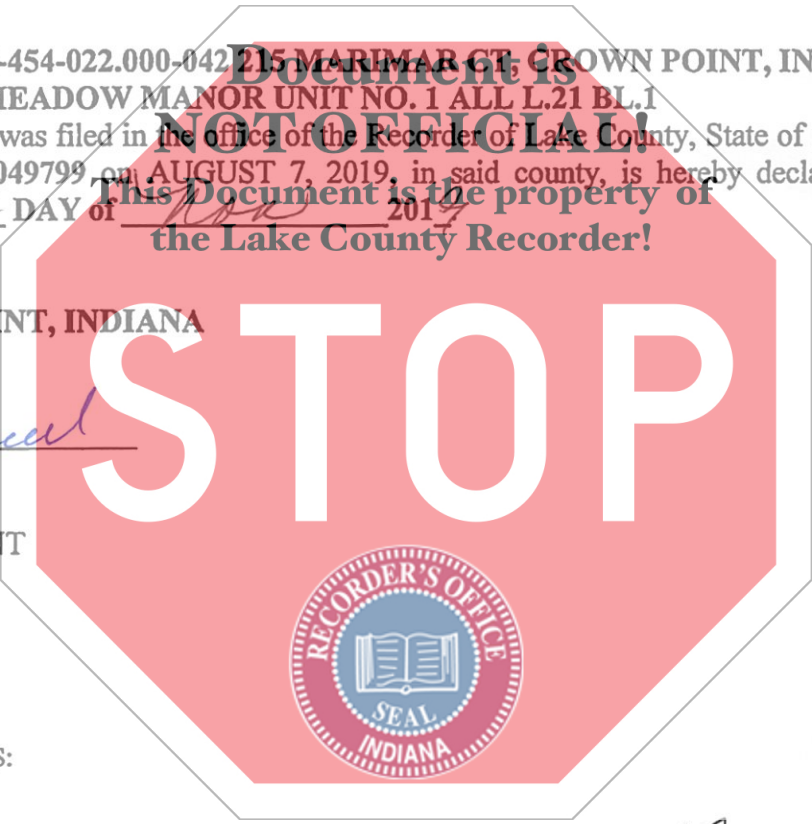 -454-022.000-042 215 MARIMAR CT, CROWN POINT, IN
MEADOW MANOR UNIT NO. 1 ALL L.21 BL.1
was filed in the office of the Recorder of Lake County, State of
049799 on AUGUST 7, 2019, in said county, is hereby decla
DAY of Nov 2019
Document is
NOT OFFICIAL!
This Document is the property of
the Lake County Recorder!
INT, INDIANA
STOP
NT
RECORDER'S OFFICE
SEAL
INDIANA
S: